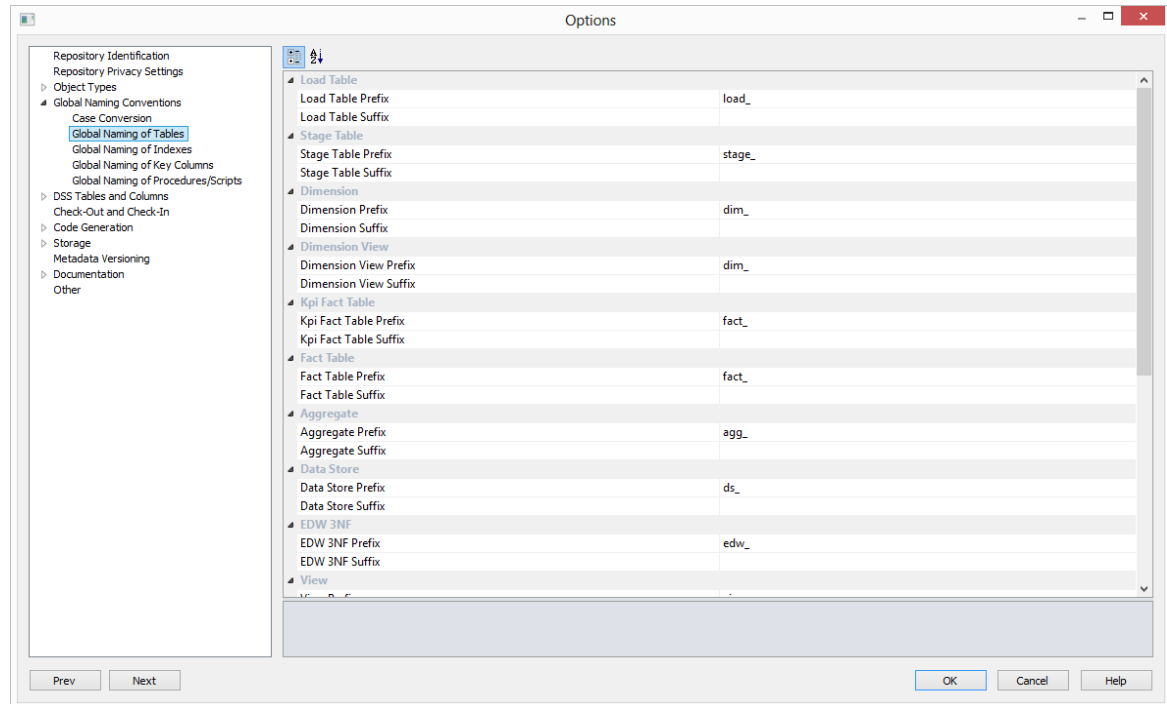 Options
Repository Identification
Repository Privacy Settings
Object Types
Global Naming Conventions
Case Conversion
Global Naming of Tables
Global Naming of Indexes
Global Naming of Key Columns
Global Naming of Procedures/Scripts
DSS Tables and Columns
Check-Out and Check-In
Code Generation
Storage
Metadata Versioning
Documentation
Other
Load Table
Load Table Prefix load_
Load Table Suffix
Stage Table
Stage Table Prefix stage_
Stage Table Suffix
Dimension
Dimension Prefix dim_
Dimension Suffix
Dimension View
Dimension View Prefix dim_
Dimension View Suffix
Kpi Fact Table
Kpi Fact Table Prefix fact_
Kpi Fact Table Suffix
Fact Table
Fact Table Prefix fact_
Fact Table Suffix
Aggregate
Aggregate Prefix agg_
Aggregate Suffix
Data Store
Data Store Prefix ds_
Data Store Suffix
EDW 3NF
EDW 3NF Prefix edw_
EDW 3NF Suffix
View
Prev Next OK Cancel Help